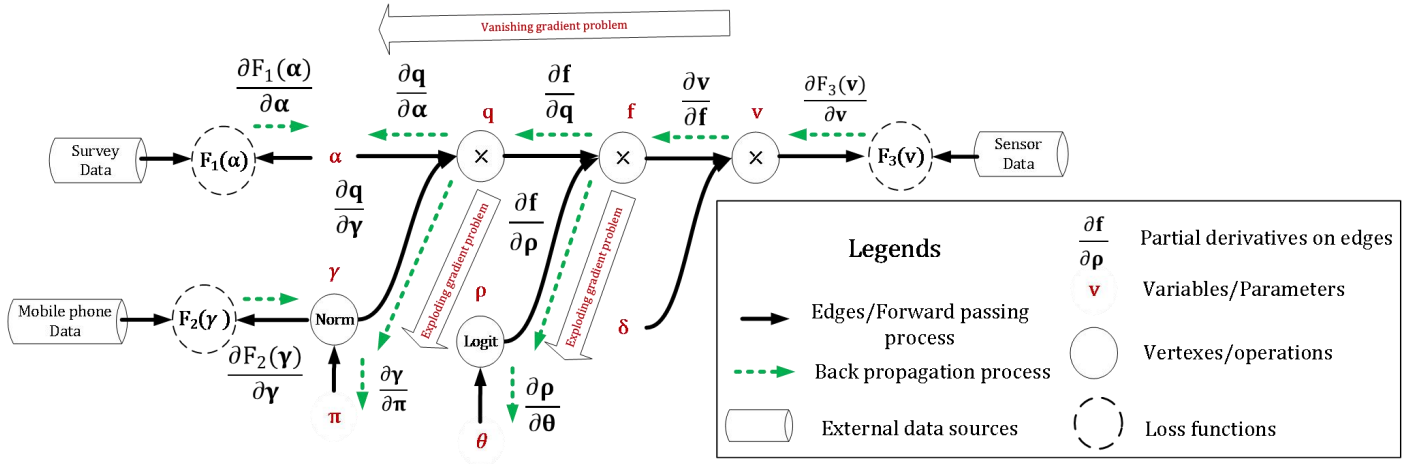 Vanishing gradient problem
∂F₁(α)
∂α
∂q
∂α
∂f
∂q
∂v
∂f
∂F₃(v)
∂v
q
f
v
Survey
Data
F₁(α)
α
×
×
×
F₃(v)
Sensor
Data
∂q
∂γ
∂f
∂ρ
Exploding gradient problem
Exploding gradient problem
γ
ρ
δ
Mobile phone
Data
F₂(γ)
Norm
Logit
∂F₂(γ)
∂γ
∂γ
∂π
∂ρ
∂θ
π
θ
Legends
∂f
∂ρ
Partial derivatives on edges
v
Variables/Parameters
Edges/Forward passing
process
Vertexes/operations
Back propagation process
External data sources
Loss functions